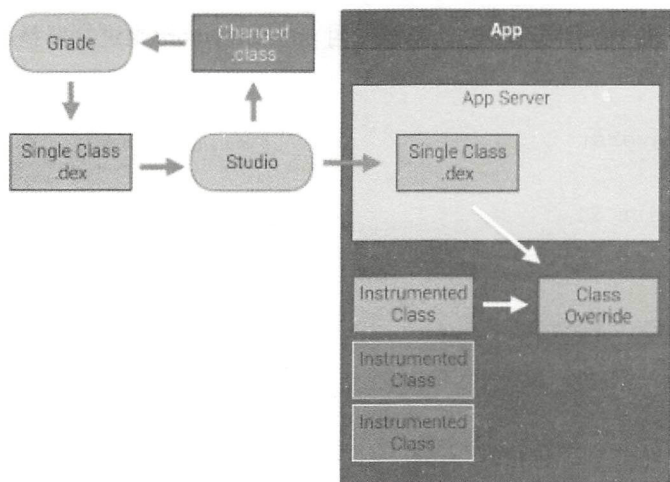 Grade
Changed
.class
App
App Server
Single Class
.dex
Studio
Single Class
.dex
Instrumented
Class
Class
Override
Instrumented
Class
Instrumented
Class